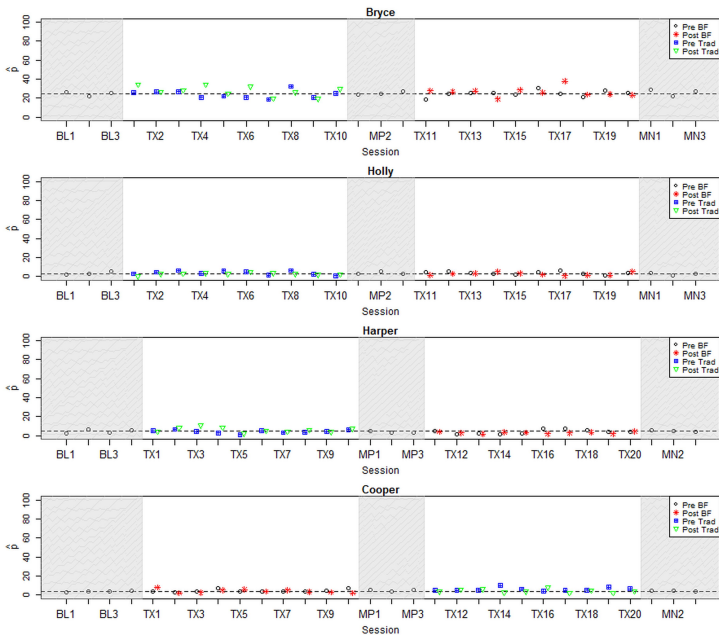 Bryce
100
80
60
40
20
0
p̂
Pre BF
Post BF
Pre Trad
Post Trad
BL1 BL3 TX2 TX4 TX6 TX8 TX10 MP2 TX11 TX13 TX15 TX17 TX19 MN1 MN3
Session
Holly
100
80
60
40
20
0
p̂
Pre BF
Post BF
Pre Trad
Post Trad
BL1 BL3 TX2 TX4 TX6 TX8 TX10 MP2 TX11 TX13 TX15 TX17 TX19 MN1 MN3
Session
Harper
100
80
60
40
20
0
p̂
Pre BF
Post BF
Pre Trad
Post Trad
BL1 BL3 TX1 TX3 TX5 TX7 TX9 MP1 MP3 TX12 TX14 TX16 TX18 TX20 MN2
Session
Cooper
100
80
60
40
20
0
p̂
Pre BF
Post BF
Pre Trad
Post Trad
BL1 BL3 TX1 TX3 TX5 TX7 TX9 MP1 MP3 TX12 TX14 TX16 TX18 TX20 MN2
Session